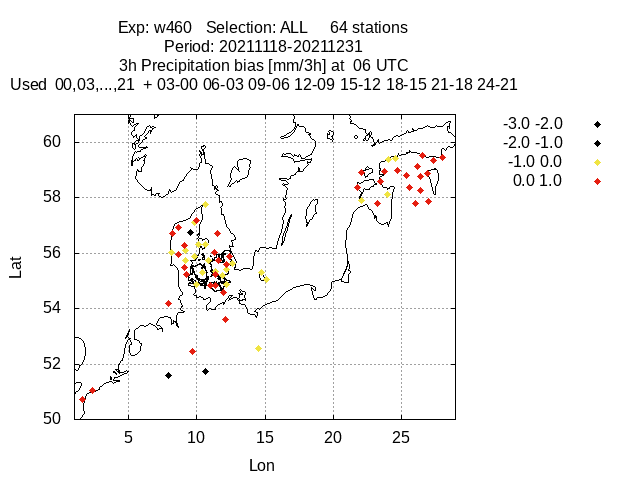 Exp: w460   Selection: ALL     64 stations
Period: 20211118-20211231
3h Precipitation bias [mm/3h] at  06 UTC
Used  00,03,...,21  + 03-00 06-03 09-06 12-09 15-12 18-15 21-18 24-21
-3.0 -2.0
-2.0 -1.0
-1.0 0.0
0.0 1.0
60
58
56
54
52
50
Lat
5 10 15 20 25
Lon